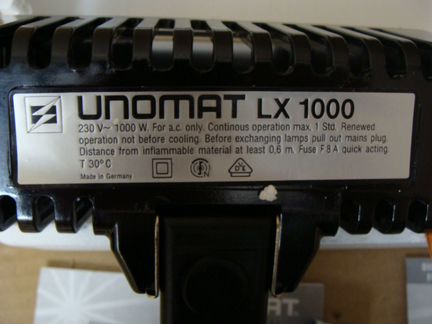 UNOMAT LX 1000
230 V~ 1000 W. For a.c. only. Continous operation max. 1 Std. Renewed
operation not before cooling. Before exchanging lamps pull out mains plug.
Distance from inflammable material at least 0,6 m. Fuse F 8 A quick acting.
T 30°C
Made in Germany